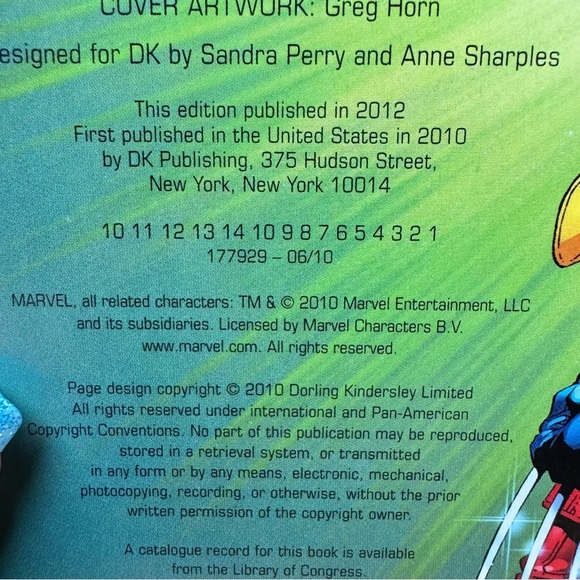 COVER ARTWORK: Greg Horn
esigned for DK by Sandra Perry and Anne Sharples
This edition published in 2012
First published in the United States in 2010
by DK Publishing, 375 Hudson Street,
New York, New York 10014
10 11 12 13 14 10 9 8 7 6 5 4 3 2 1
177929 – 06/10
MARVEL, all related characters: TM & © 2010 Marvel Entertainment, LLC
and its subsidiaries. Licensed by Marvel Characters B.V.
www.marvel.com. All rights reserved.
Page design copyright © 2010 Dorling Kindersley Limited
All rights reserved under international and Pan-American
Copyright Conventions. No part of this publication may be reproduced,
stored in a retrieval system, or transmitted
in any form or by any means, electronic, mechanical,
photocopying, recording, or otherwise, without the prior
written permission of the copyright owner.
A catalogue record for this book is available
from the Library of Congress.